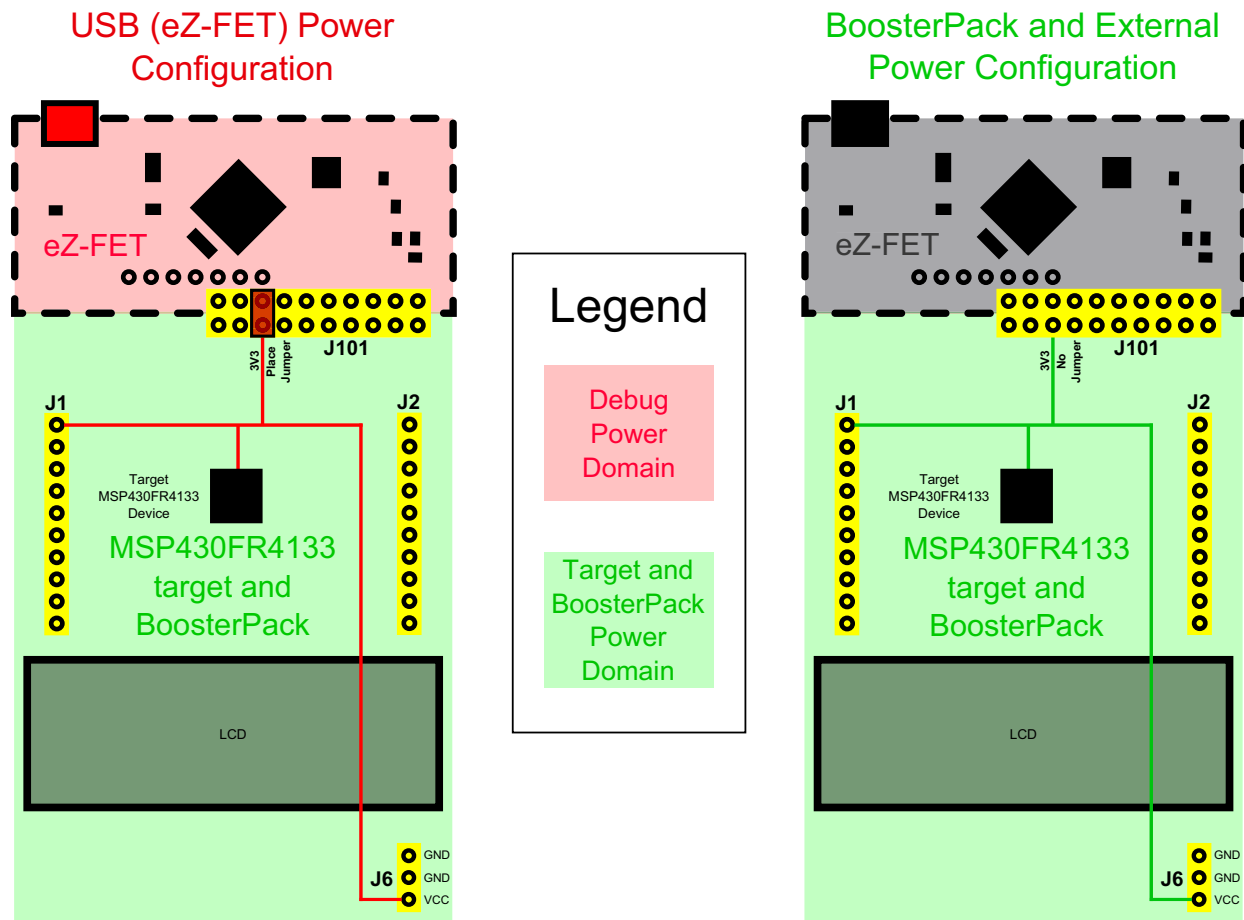 USB (eZ-FET) Power
Configuration
eZ-FET
J101
3V3
Place
Jumper
J1
J2
Target
MSP430FR4133
Device
MSP430FR4133
target and
BoosterPack
LCD
J6
GND
GND
VCC
Legend
Debug
Power
Domain
Target and
BoosterPack
Power
Domain
BoosterPack and External
Power Configuration
eZ-FET
J101
3V3
No
Jumper
J1
J2
Target
MSP430FR4133
Device
MSP430FR4133
target and
BoosterPack
LCD
J6
GND
GND
VCC